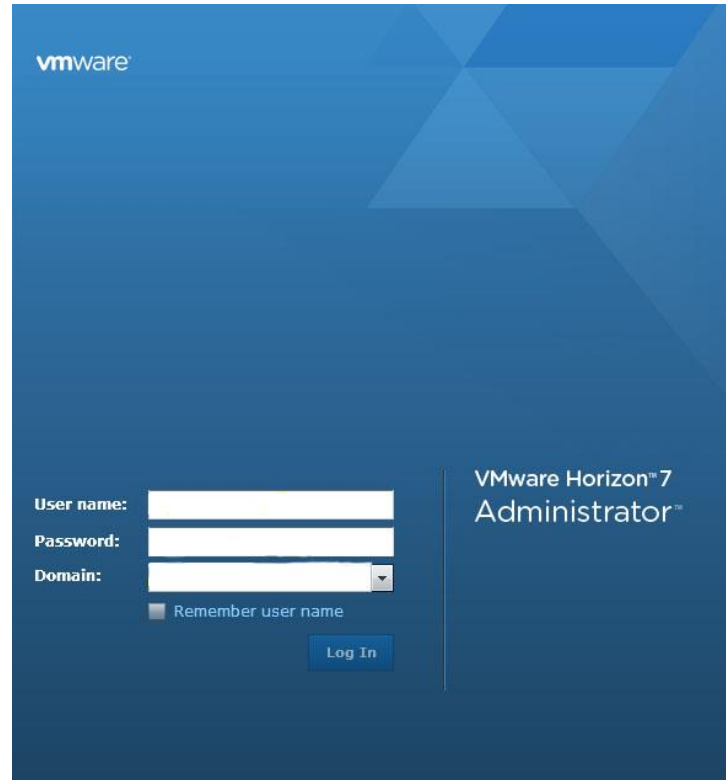 vmware®
VMware Horizon™ 7
Administrator™
User name:
Password:
Domain:
Remember user name
Log In